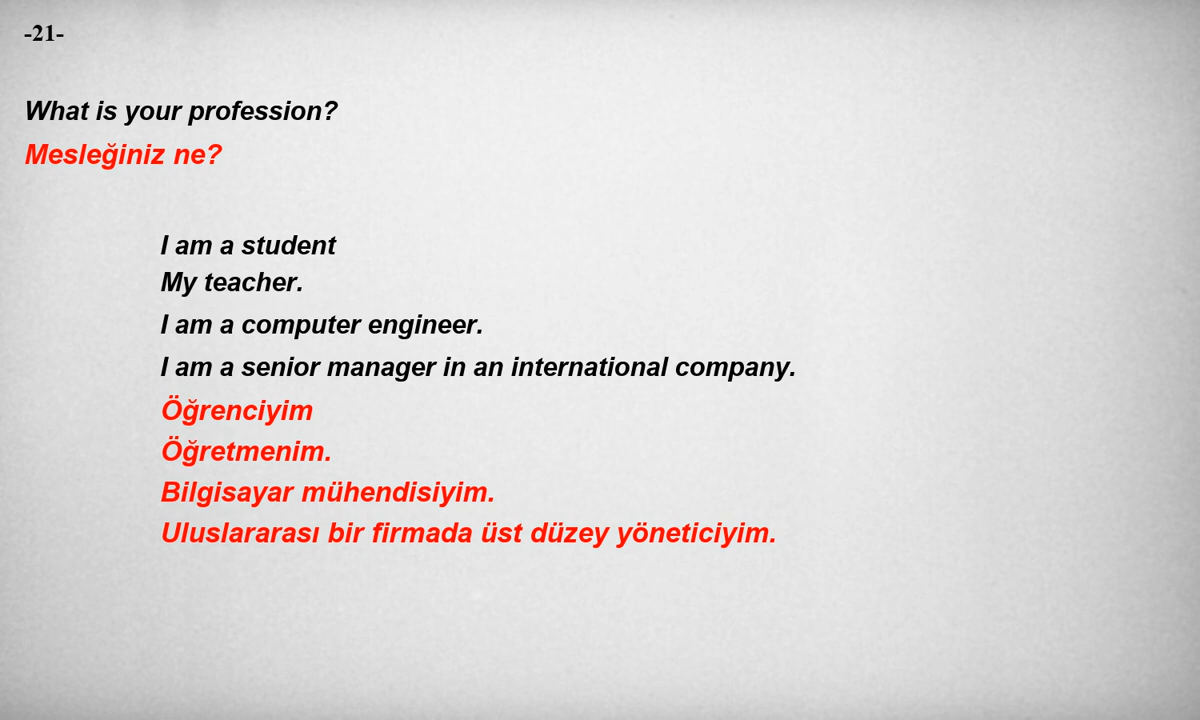 -21-
What is your profession?
Mesleğiniz ne?
I am a student
My teacher.
I am a computer engineer.
I am a senior manager in an international company.
Öğrenciyim
Öğretmenim.
Bilgisayar mühendisiyim.
Uluslararası bir firmada üst düzey yöneticiyim.